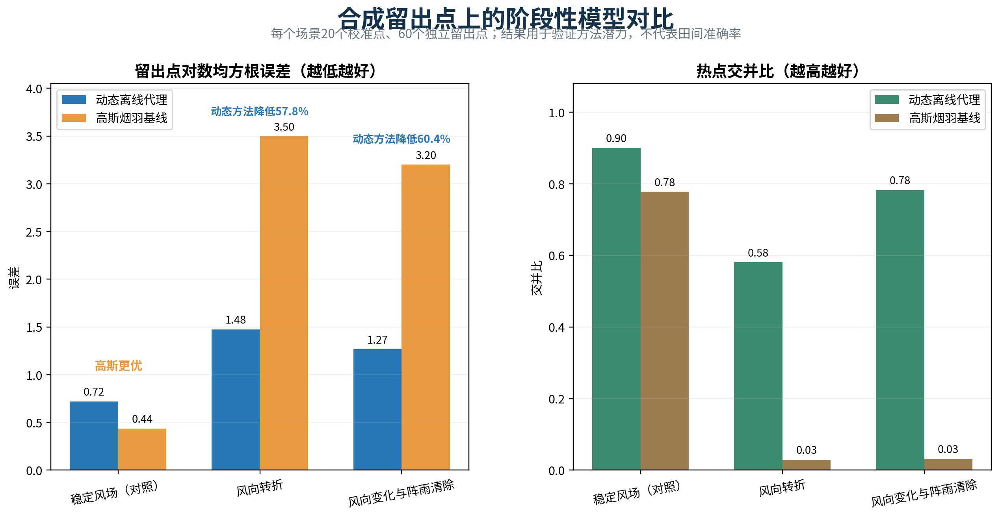 合成留出点上的阶段性模型对比
每个场景20个校准点、60个独立留出点；结果用于验证方法潜力，不代表田间准确率
留出点对数均方根误差（越低越好）
动态离线代理
高斯烟羽基线
动态方法降低57.8%
动态方法降低60.4%
高斯更优
0.72
0.44
1.48
3.50
1.27
3.20
4.0
3.5
3.0
2.5
2.0
1.5
1.0
0.5
0.0
误差
稳定风场（对照）
风向转折
风向变化与阵雨清除
热点交并比（越高越好）
动态离线代理
高斯烟羽基线
0.90
0.78
0.58
0.03
0.78
0.03
1.0
0.8
0.6
0.4
0.2
0.0
交并比
稳定风场（对照）
风向转折
风向变化与阵雨清除